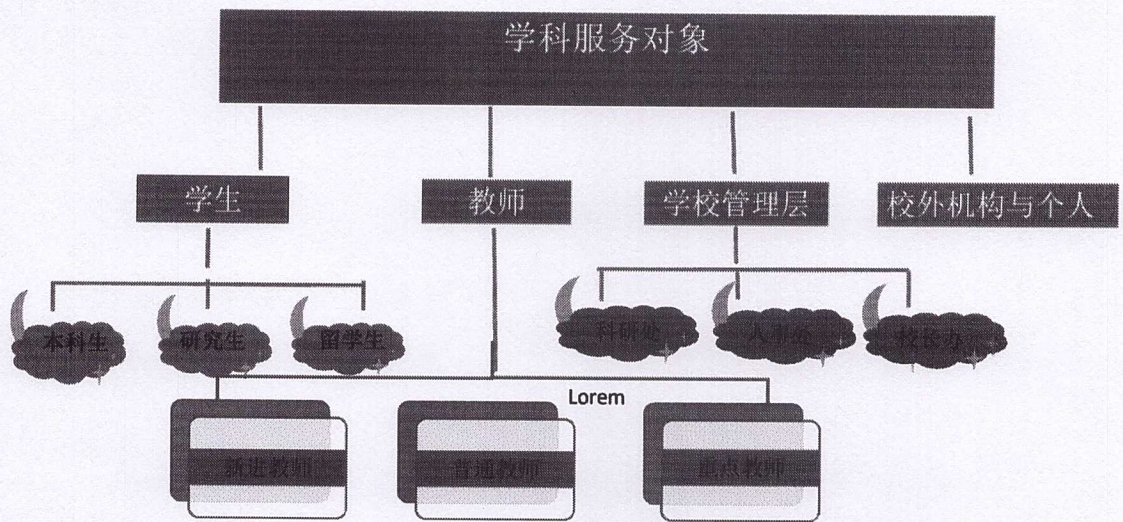 学科服务对象
学生
教师
学校管理层
校外机构与个人
本科生
研究生
留学生
科研处
人事处
校长办
Lorem
新进教师
普通教师
重点教师